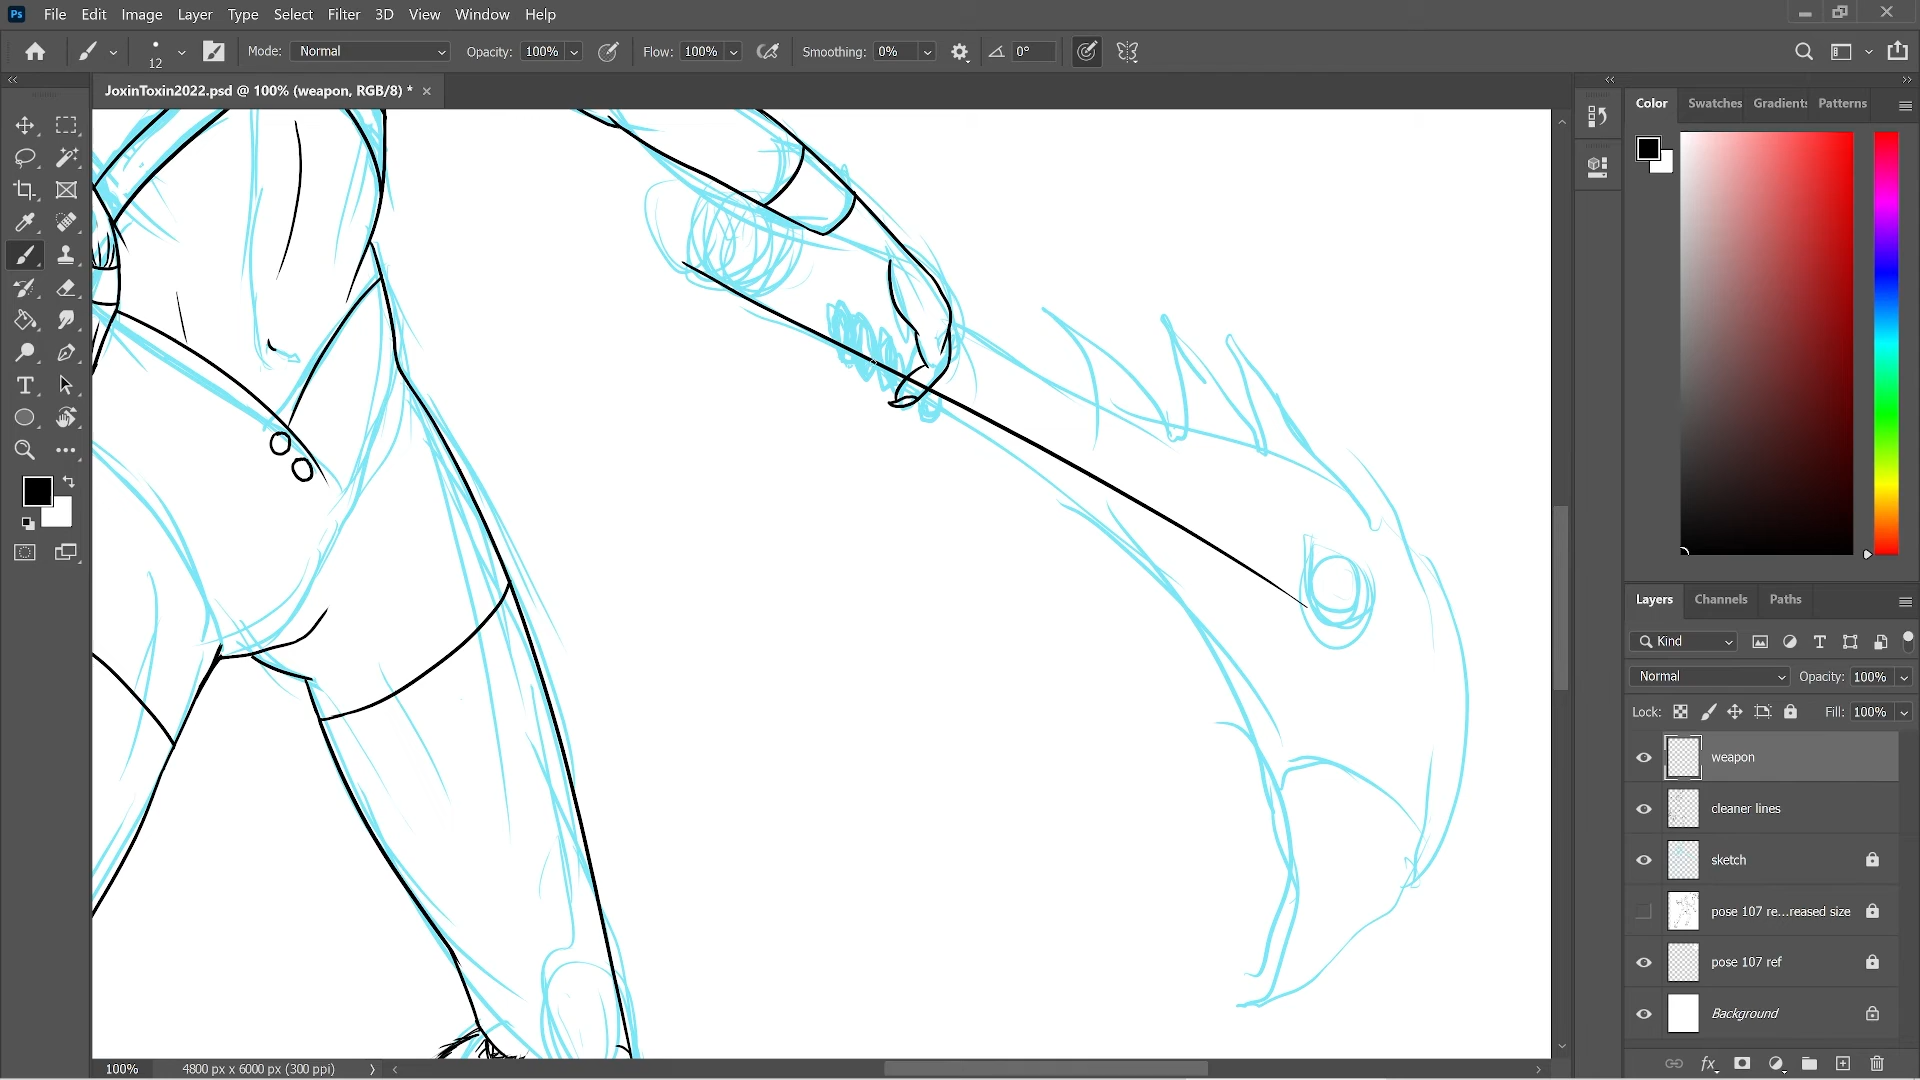 Ps File Edit Image Layer Type Select Filter 3D View Window Help
12 Mode: Normal Opacity: 100% Flow: 100% Smoothing: 0% 0°
JoxinToxin2022.psd @ 100% (weapon, RGB/8) *
Color Swatches Gradients Patterns
Layers Channels Paths
Kind
Normal Opacity: 100%
Lock: Fill: 100%
weapon
cleaner lines
sketch
pose 107 re...reased size
pose 107 ref
Background
100% 4800 px x 6000 px (300 ppi)